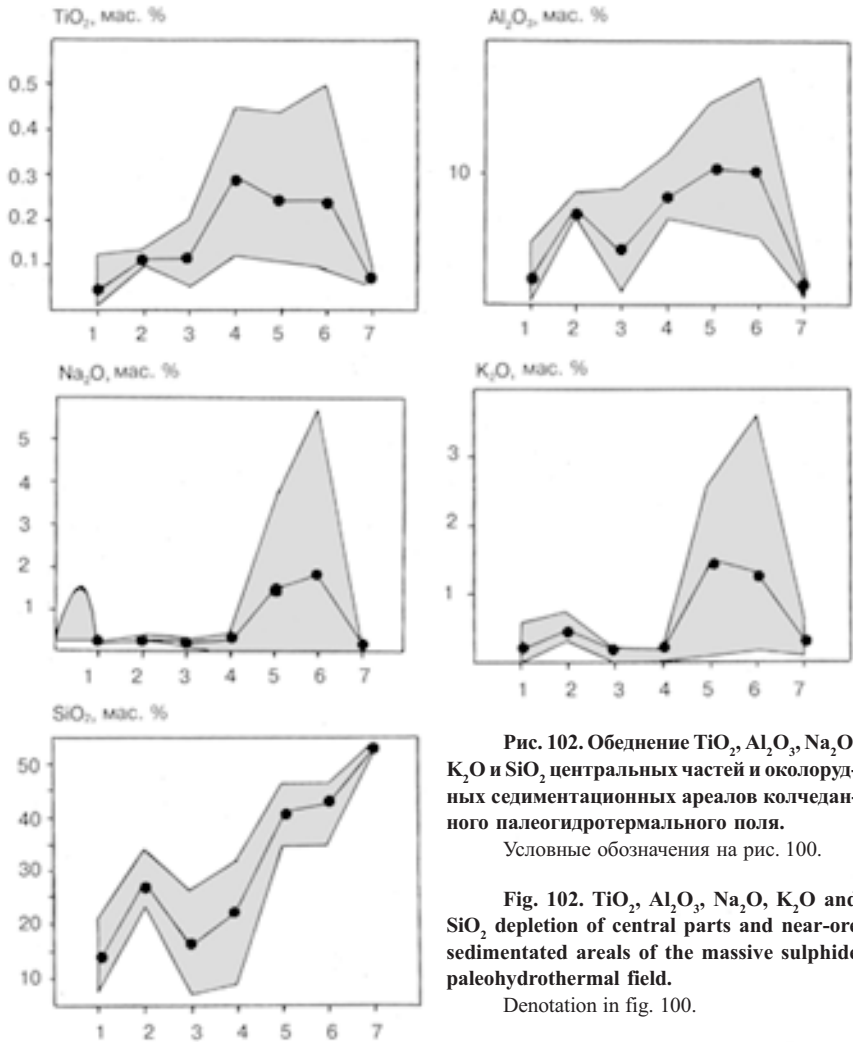 TiO₂, мас. %
0.5
0.4
0.3
0.2
0.1
1 2 3 4 5 6 7
Al₂O₃, мас. %
10
1 2 3 4 5 6 7
Na₂O, мас. %
5
4
3
2
1
1 2 3 4 5 6 7
K₂O, мас. %
3
2
1
1 2 3 4 5 6 7
SiO₂, мас. %
50
40
30
20
10
1 2 3 4 5 6 7
Рис. 102. Обеднение TiO₂, Al₂O₃, Na₂O
K₂O и SiO₂ центральных частей и околоруд-
ных седиментационных ареалов колчедан-
ного палеогидротермального поля.
Условные обозначения на рис. 100.
Fig. 102. TiO₂, Al₂O₃, Na₂O, K₂O and
SiO₂ depletion of central parts and near-ore
sedimentated areals of the massive sulphide
paleohydrothermal field.
Denotation in fig. 100.